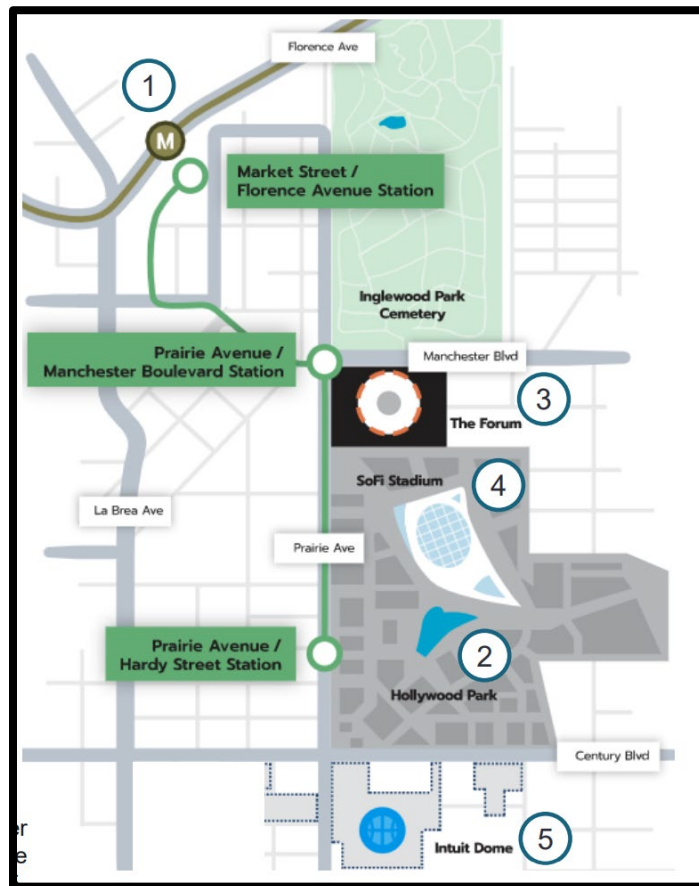 Florence Ave
1
M
Market Street /
Florence Avenue Station
Inglewood Park
Cemetery
Prairie Avenue /
Manchester Boulevard Station
Manchester Blvd
3
The Forum
SoFi Stadium
4
La Brea Ave
Prairie Ave
Prairie Avenue /
Hardy Street Station
2
Hollywood Park
Century Blvd
er
e
Intuit Dome
5